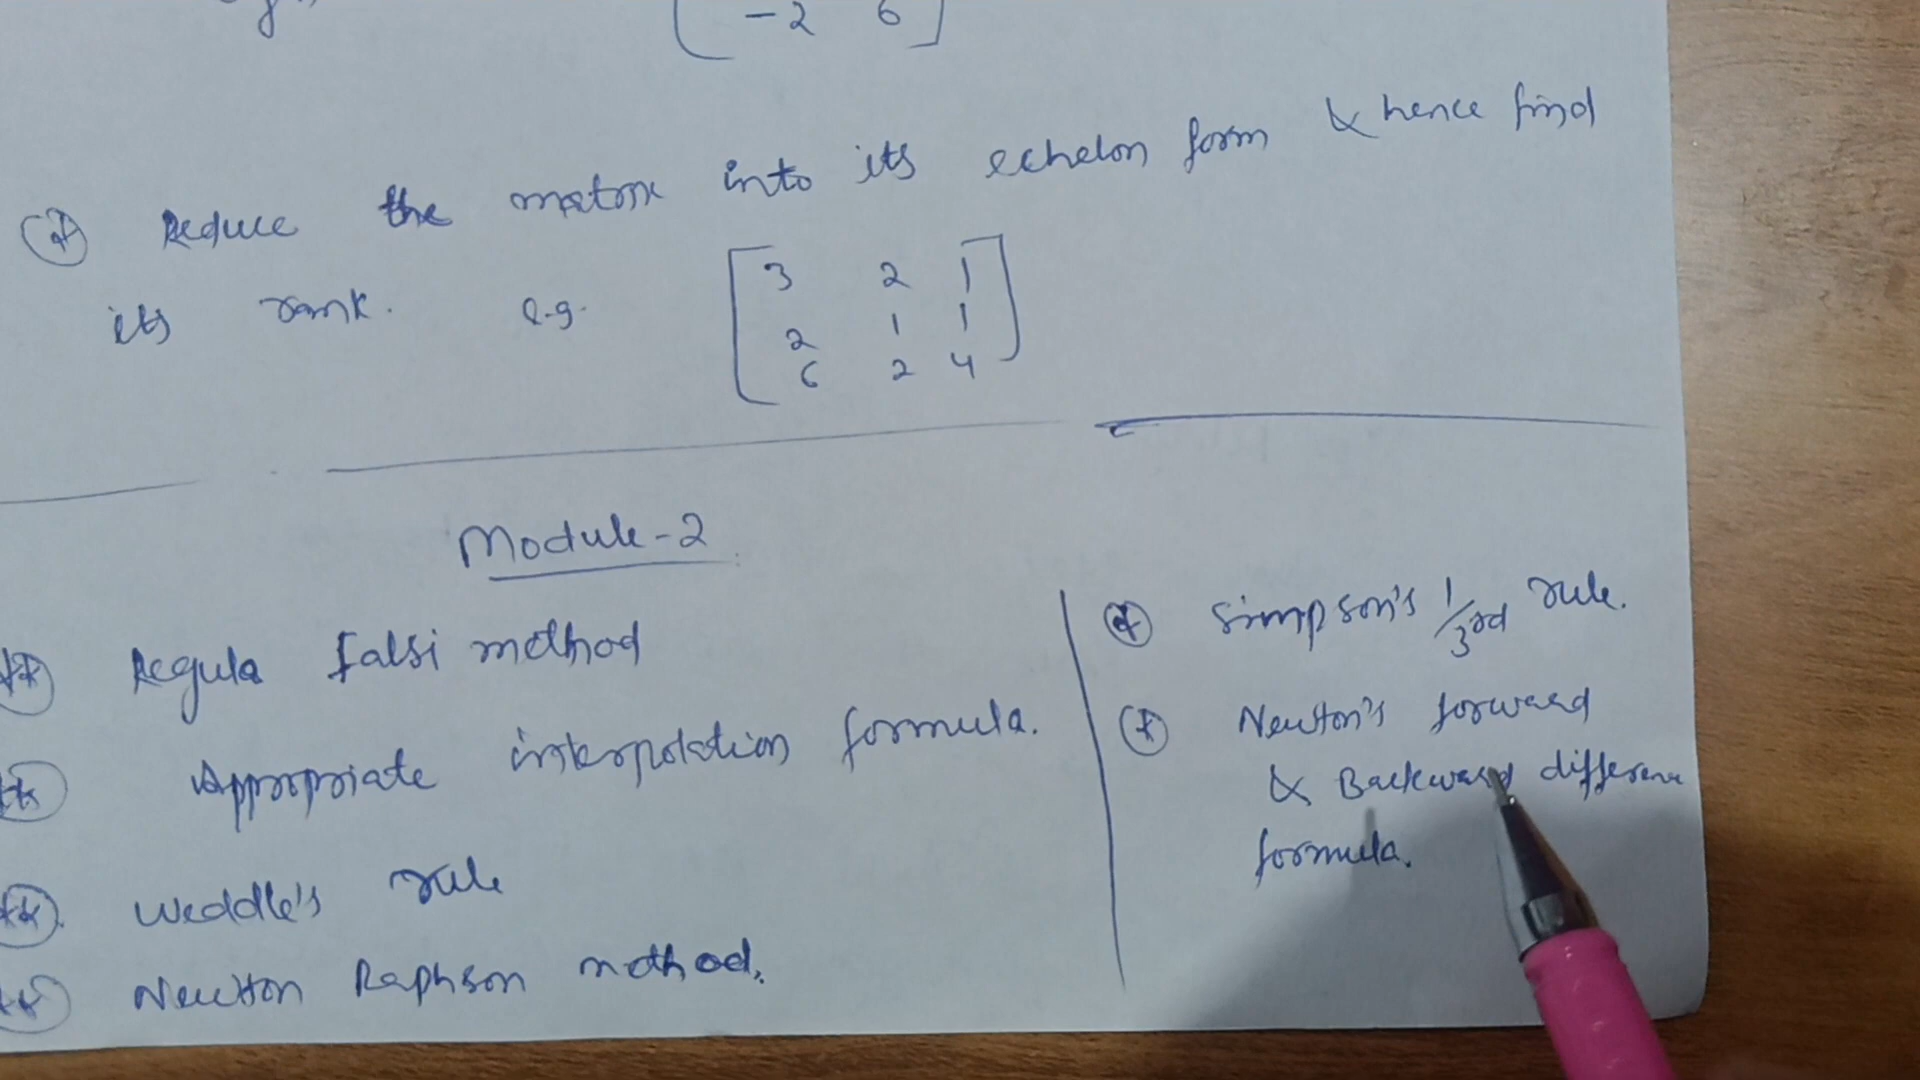 -2 6
Reduce the matrix into its echelon form & hence find
its rank. e.g.
3 2 1
2 1 1
6 2 4
Module-2
Regula falsi method
Appropriate interpolation formula.
Weddle's rule
Newton Raphson method.
Simpson's 1/3rd rule.
Newton's forward
& Backward difference
formula.